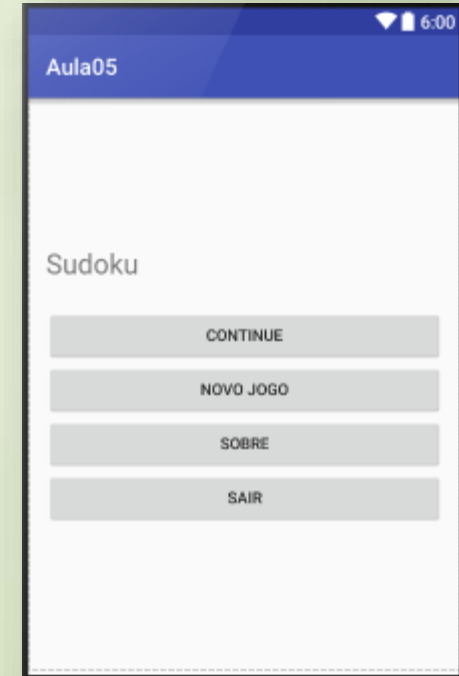 6:00
Aula05
Sudoku
CONTINUE
NOVO JOGO
SOBRE
SAIR